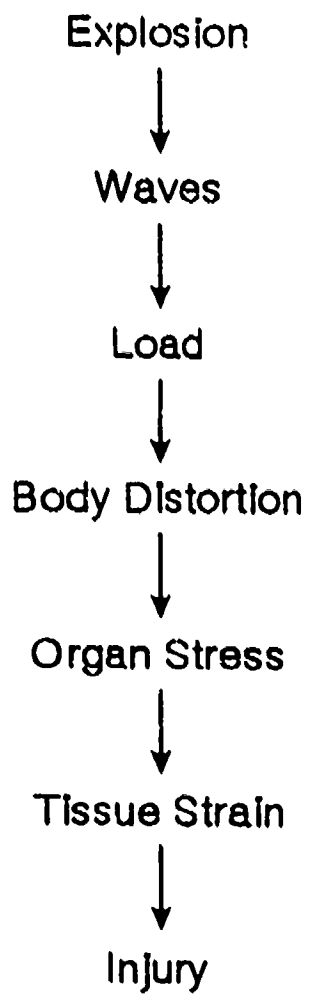 Explosion
Waves
Load
Body Distortion
Organ Stress
Tissue Strain
Injury